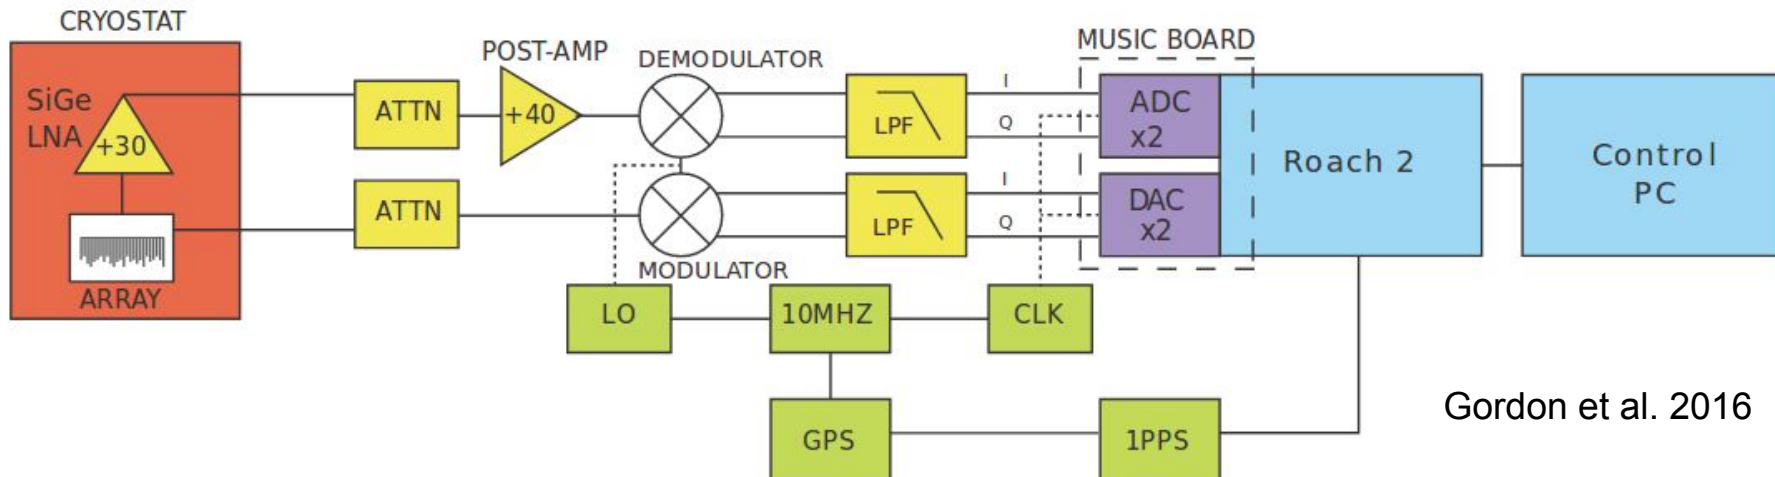 CRYOSTAT
SiGe
LNA
+30
ARRAY
ATTN
ATTN
POST-AMP
+40
DEMODULATOR
MODULATOR
LPF
LPF
I
Q
I
Q
MUSIC BOARD
ADC
x2
DAC
x2
Roach 2
Control
PC
LO
10MHZ
CLK
GPS
1PPS
Gordon et al. 2016